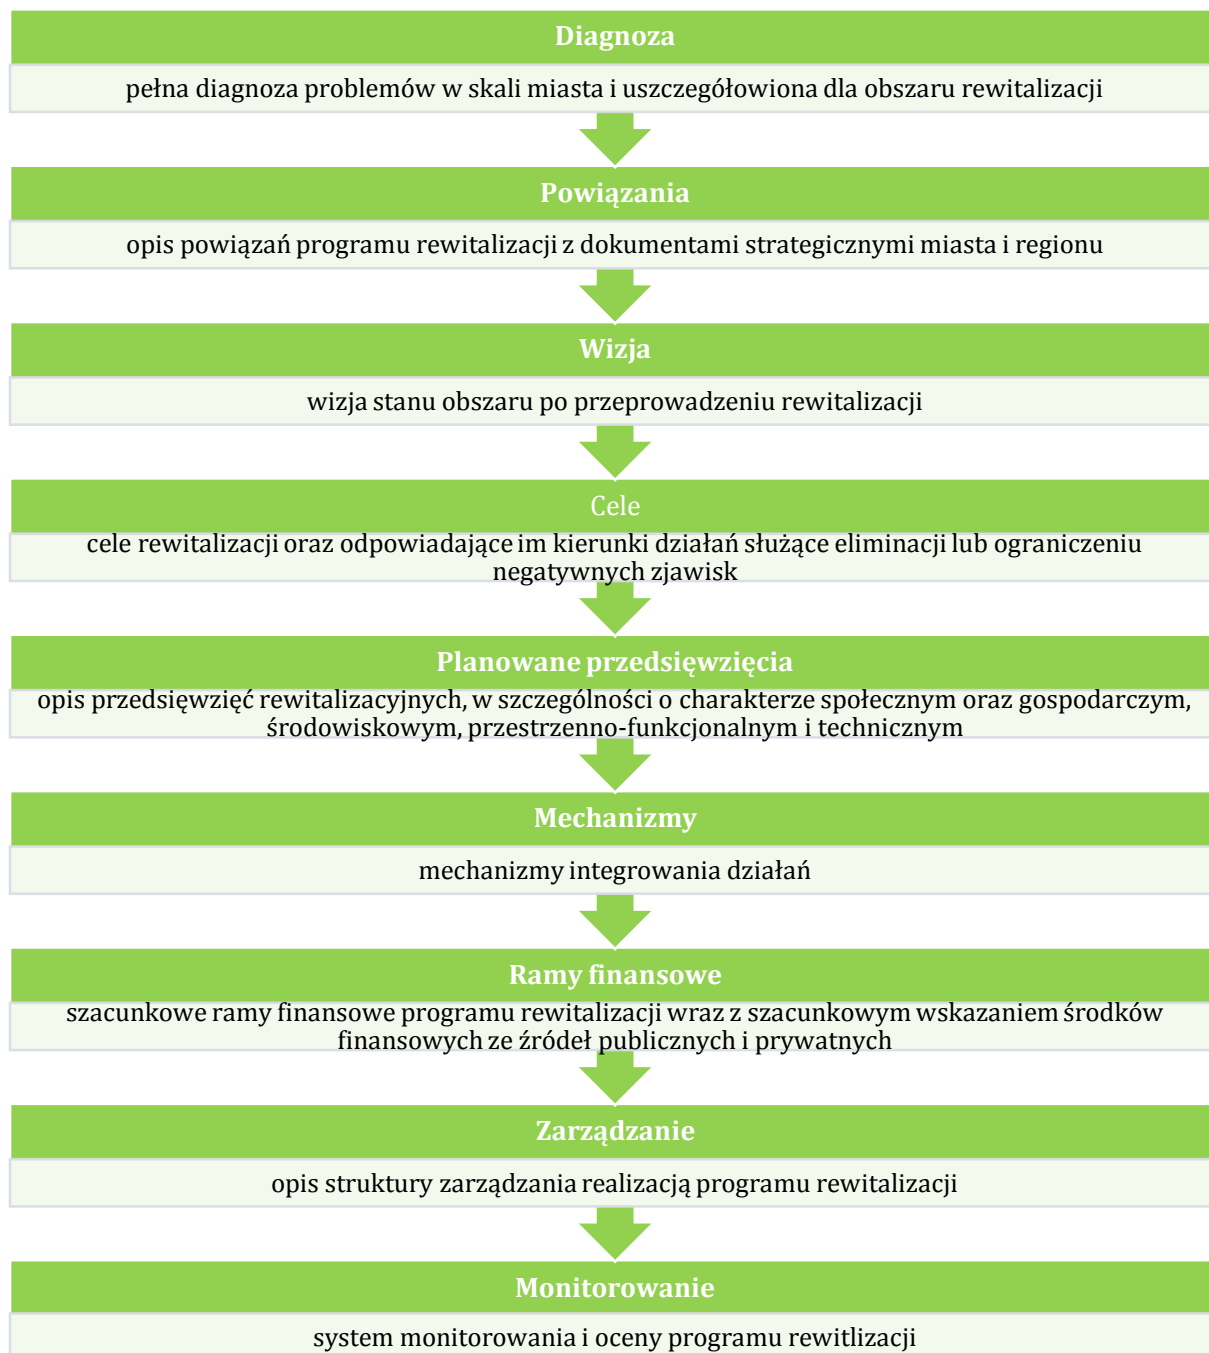 Diagnoza
pełna diagnoza problemów w skali miasta i uszczegółowiona dla obszaru rewitalizacji
Powiązania
opis powiązań programu rewitalizacji z dokumentami strategicznymi miasta i regionu
Wizja
wizja stanu obszaru po przeprowadzeniu rewitalizacji
Cele
cele rewitalizacji oraz odpowiadające im kierunki działań służące eliminacji lub ograniczeniu
negatywnych zjawisk
Planowane przedsięwzięcia
opis przedsięwzięć rewitalizacyjnych, w szczególności o charakterze społecznym oraz gospodarczym,
środowiskowym, przestrzenno-funkcjonalnym i technicznym
Mechanizmy
mechanizmy integrowania działań
Ramy finansowe
szacunkowe ramy finansowe programu rewitalizacji wraz z szacunkowym wskazaniem środków
finansowych ze źródeł publicznych i prywatnych
Zarządzanie
opis struktury zarządzania realizacją programu rewitalizacji
Monitorowanie
system monitorowania i oceny programu rewitlizacji